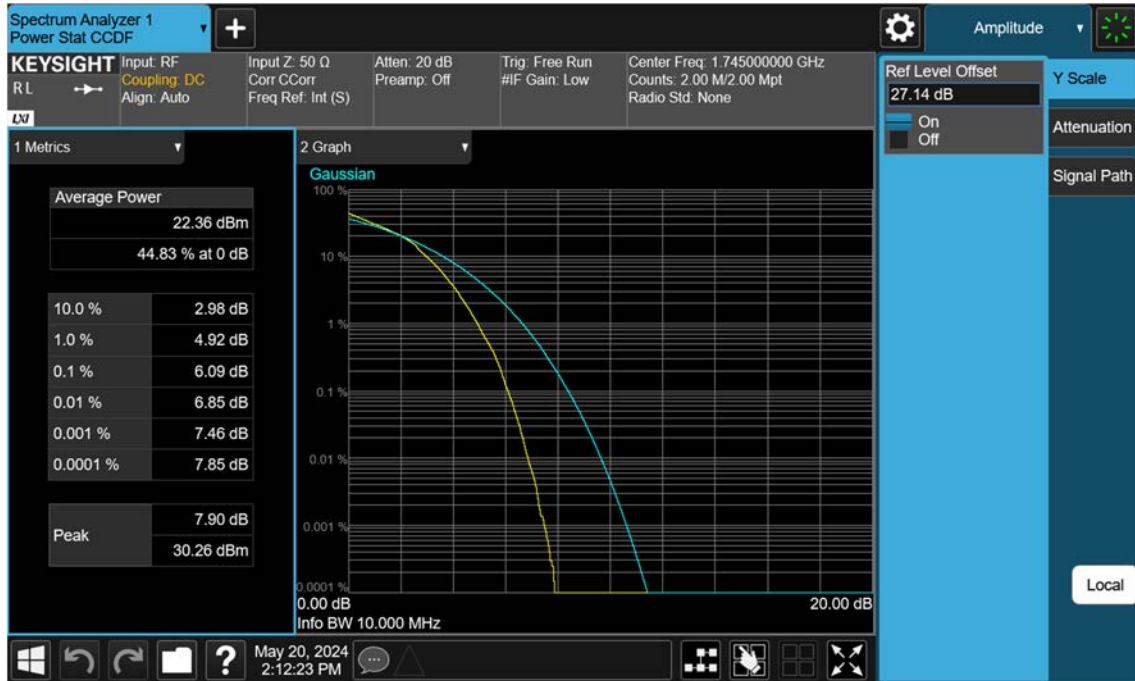 Spectrum Analyzer 1
Power Stat CCDF
Amplitude
KEYSIGHT
R L
LXI
Input: RF
Coupling: DC
Align: Auto
Input Z: 50 Ω
Corr CCorr
Freq Ref: Int (S)
Atten: 20 dB
Preamp: Off
Trig: Free Run
#IF Gain: Low
Center Freq: 1.745000000 GHz
Counts: 2.00 M/2.00 Mpt
Radio Std: None
Ref Level Offset
27.14 dB
On
Off
Y Scale
Attenuation
Signal Path
1 Metrics
Average Power
22.36 dBm
44.83 % at 0 dB
10.0 % 2.98 dB
1.0 % 4.92 dB
0.1 % 6.09 dB
0.01 % 6.85 dB
0.001 % 7.46 dB
0.0001 % 7.85 dB
Peak
7.90 dB
30.26 dBm
2 Graph
Gaussian
100 %
10 %
1 %
0.1 %
0.01 %
0.001 %
0.0001 %
0.00 dB 20.00 dB
Info BW 10.000 MHz
Local
?
May 20, 2024
2:12:23 PM